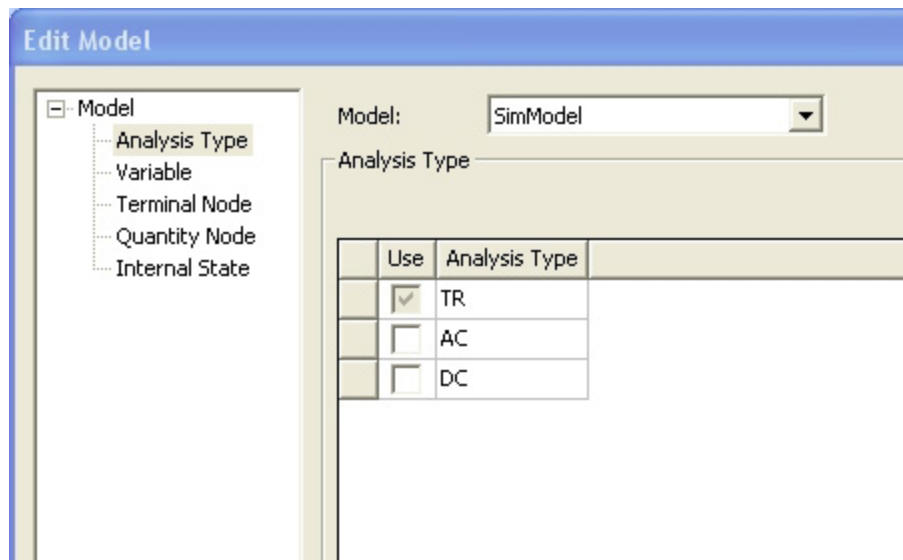 Edit Model
Model
Analysis Type
Variable
Terminal Node
Quantity Node
Internal State
Model: SimModel
Analysis Type
Use Analysis Type
TR
AC
DC